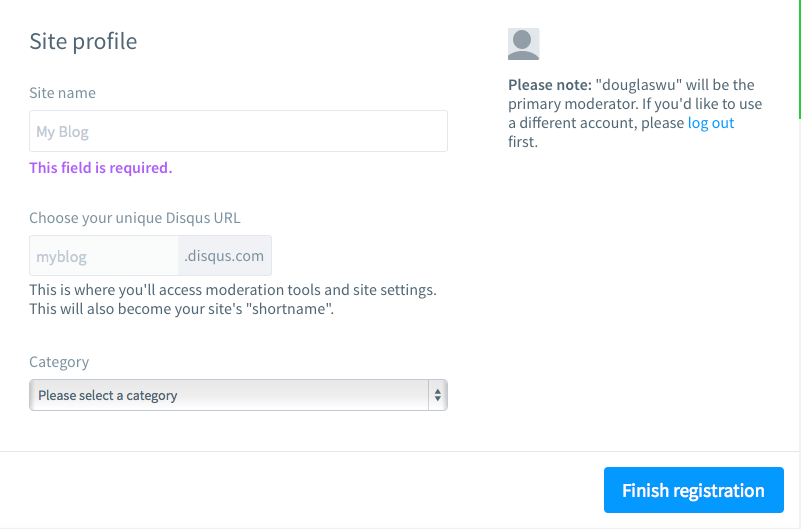 Site profile
Site name
My Blog
This field is required.
Choose your unique Disqus URL
myblog .disqus.com
This is where you'll access moderation tools and site settings.
This will also become your site's "shortname".
Category
Please select a category
Please note: "douglaswu" will be the
primary moderator. If you'd like to use
a different account, please log out
first.
Finish registration